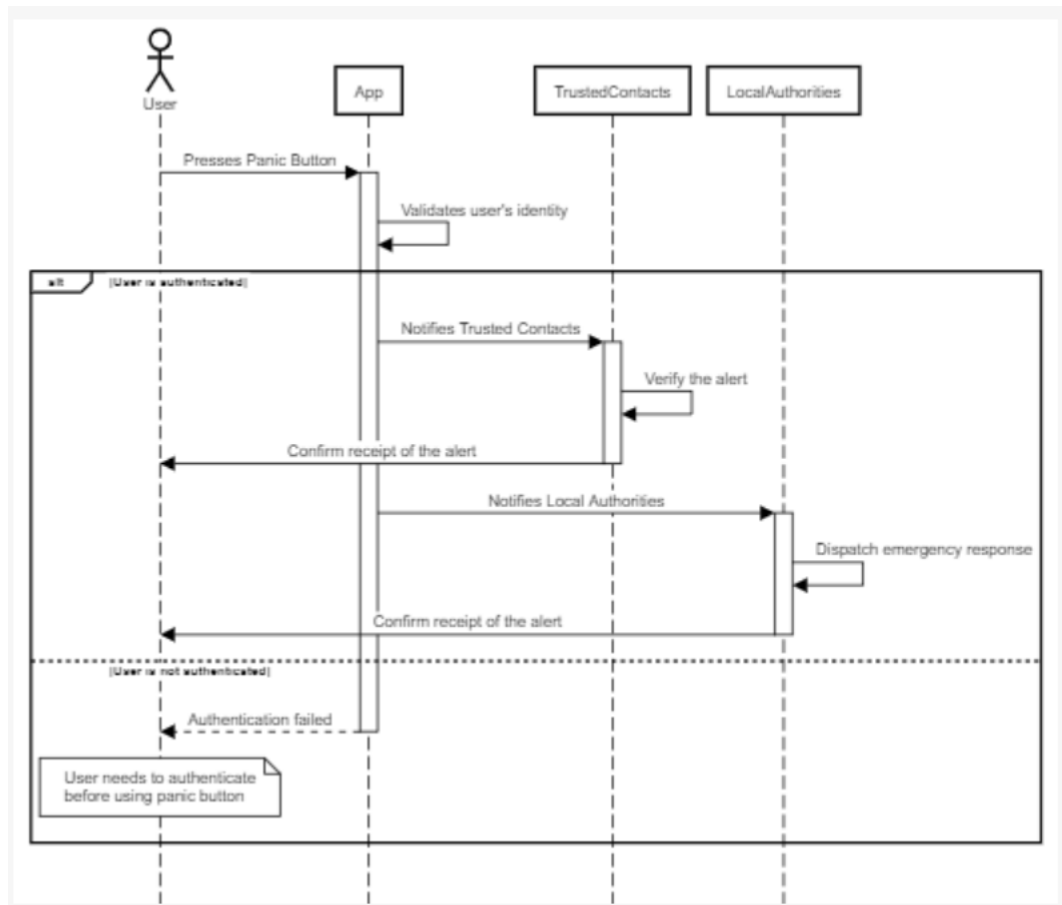 User
App
TrustedContacts
LocalAuthorities
Presses Panic Button
Validates user's identity
alt
[User is authenticated]
Notifies Trusted Contacts
Verify the alert
Confirm receipt of the alert
Notifies Local Authorities
Dispatch emergency response
Confirm receipt of the alert
[User is not authenticated]
Authentication failed
User needs to authenticate
before using panic button